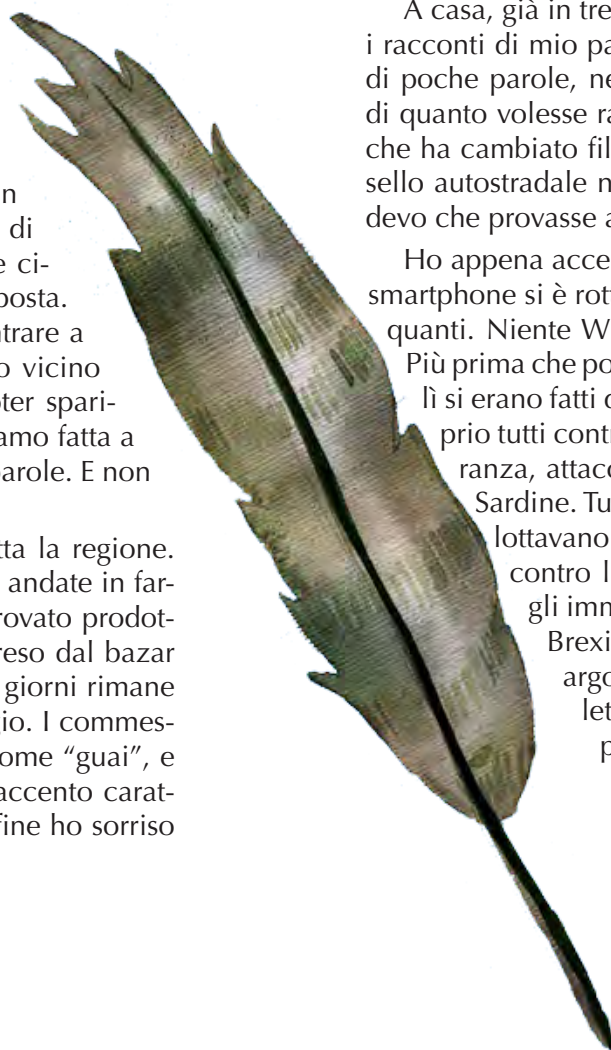 n
di
e ci-
posta.
trare a
o vicino
ter spari-
amo fatta a
parole. E non
tta la regione.
andate in far-
rovato prodot-
reso dal bazar
giorni rimane
gio. I commes-
ome “guai”, e
accento carat-
fine ho sorriso
A casa, già in tre
i racconti di mio pa
di poche parole, ne
di quanto volesse ra
che ha cambiato fil
sello autostradale n
devo che provasse a
Ho appena acce
smartphone si è rot
quanti. Niente W
Più prima che po
lì si erano fatti d
prio tutti contr
ranza, attacc
Sardine. Tu
lottavano
contro l
gli imm
Brexi
argo
let
p